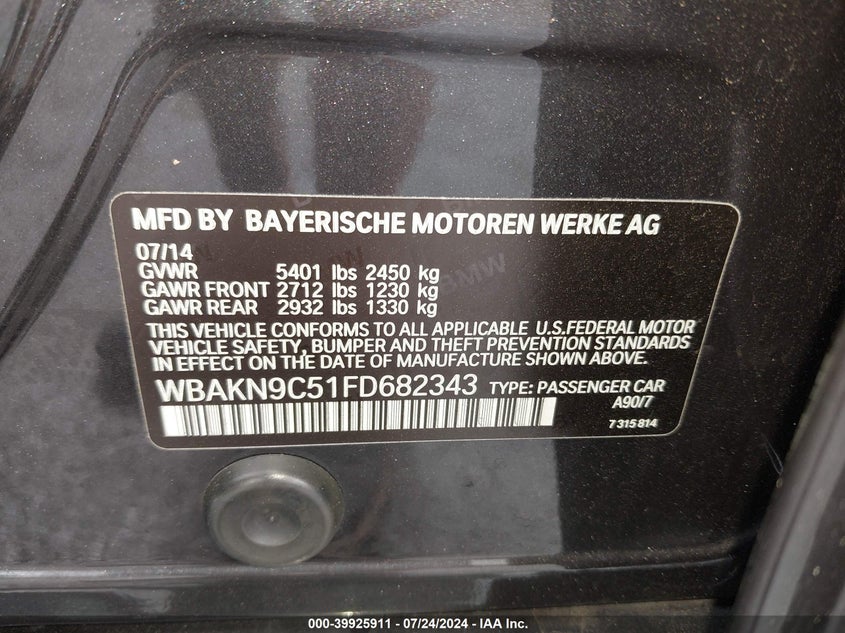 MFD BY BAYERISCHE MOTOREN WERKE AG
07/14
GVWR 5401 lbs 2450 kg
GAWR FRONT 2712 lbs 1230 kg
GAWR REAR 2932 lbs 1330 kg
THIS VEHICLE CONFORMS TO ALL APPLICABLE U.S.FEDERAL MOTOR
VEHICLE SAFETY, BUMPER AND THEFT PREVENTION STANDARDS
IN EFFECT ON THE DATE OF MANUFACTURE SHOWN ABOVE.
WBAKN9C51FD682343 TYPE: PASSENGER CAR
A90/7
7 315 814
000-39925911 - 07/24/2024 - IAA Inc.